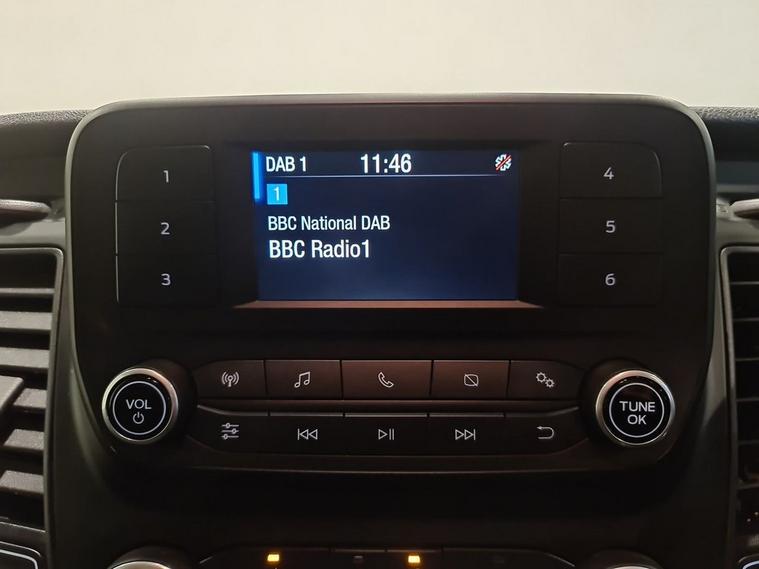 DAB 1 11:46
1
BBC National DAB
BBC Radio1
1
2
3
4
5
6
VOL
TUNE
OK